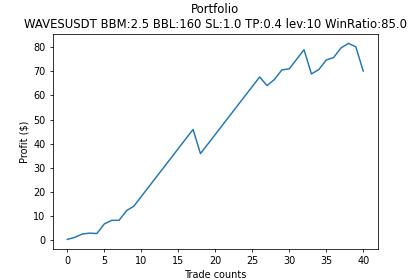 Portfolio
WAVESUSDT BBM:2.5 BBL:160 SL:1.0 TP:0.4 lev:10 WinRatio:85.0
Profit ($)
80
70
60
50
40
30
20
10
0
0 5 10 15 20 25 30 35 40
Trade counts